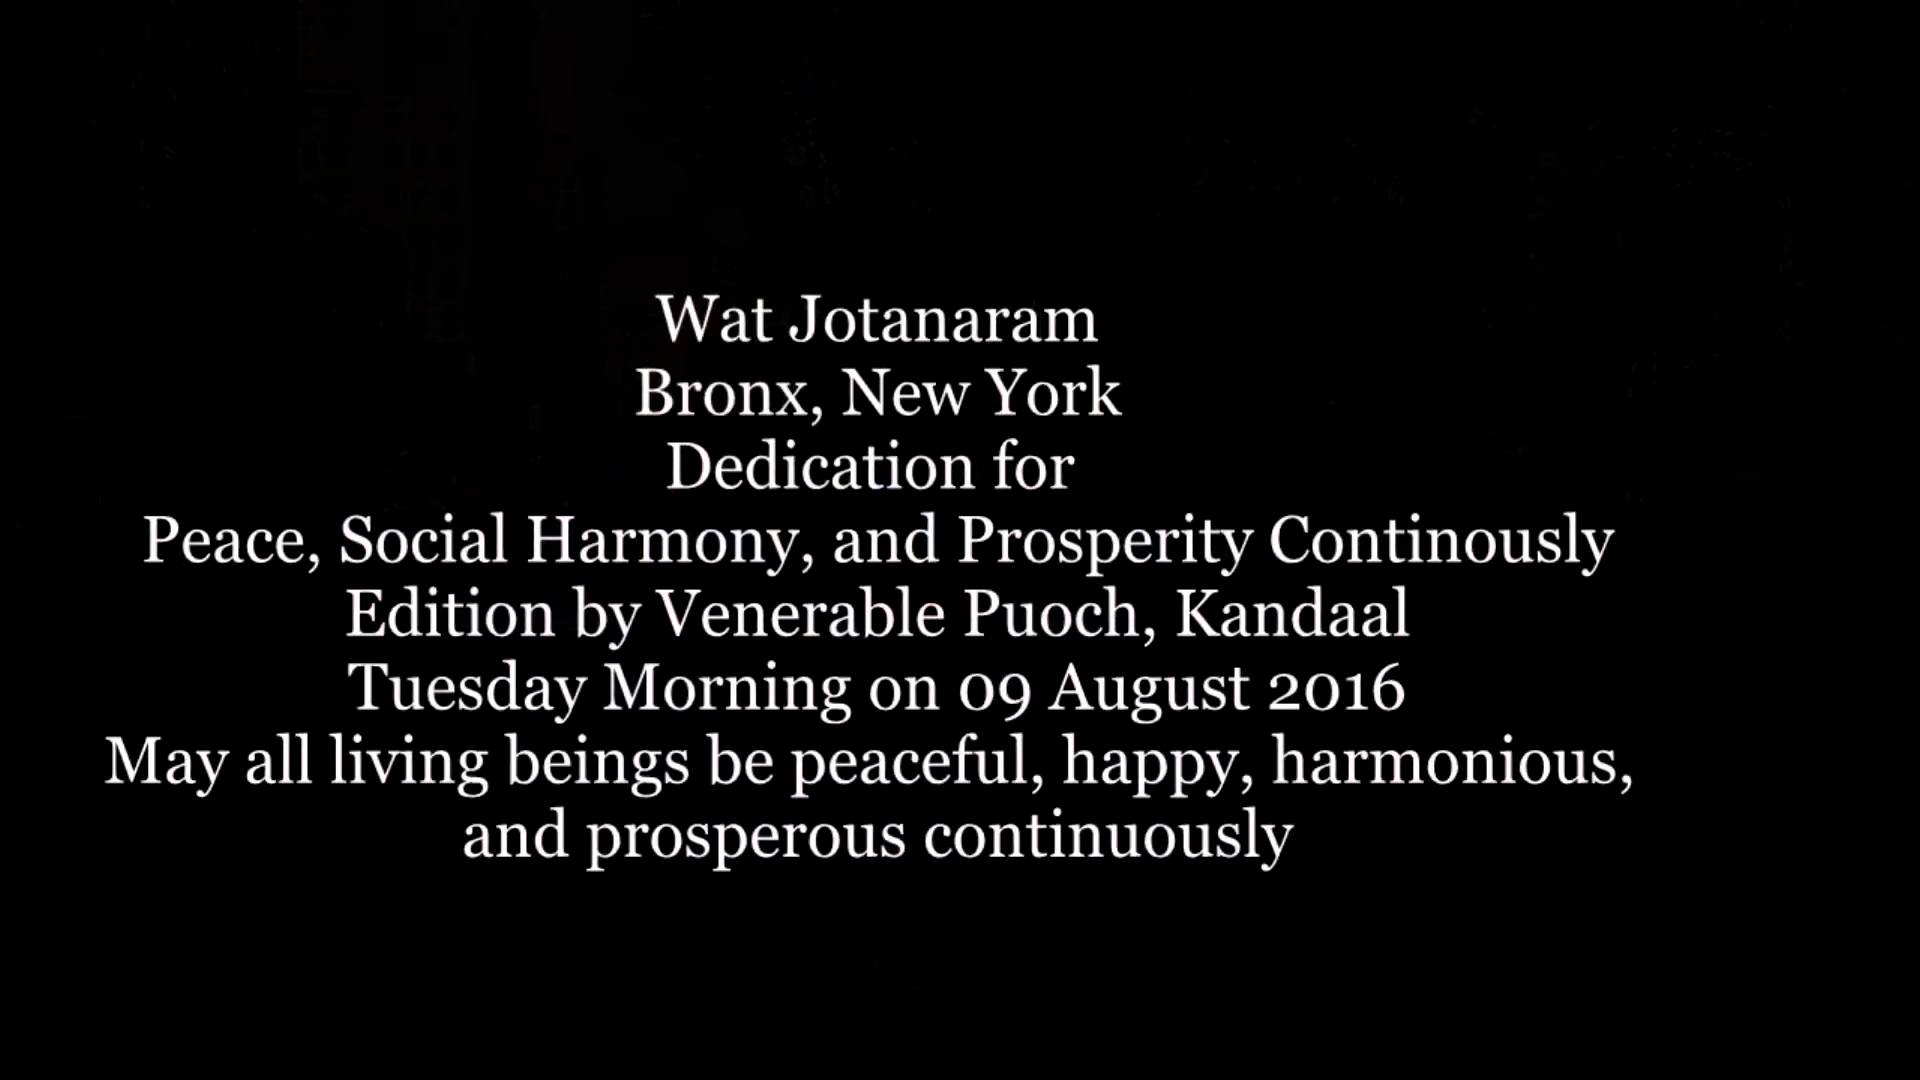 Wat Jotanaram
Bronx, New York
Dedication for
Peace, Social Harmony, and Prosperity Continously
Edition by Venerable Puoch, Kandaal
Tuesday Morning on 09 August 2016
May all living beings be peaceful, happy, harmonious,
and prosperous continuously